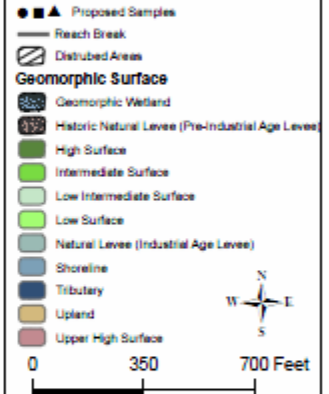 Proposed Samples
Reach Break
Distrubed Areas
Geomorphic Surface
Geomorphic Wetland
Historic Natural Levee (Pre-Industrial Age Levee)
High Surface
Intermediate Surface
Low Intermediate Surface
Low Surface
Natural Levee (Industrial Age Levee)
Shoreline
Tributary
Upland
Upper High Surface
N
W E
S
0 350 700 Feet